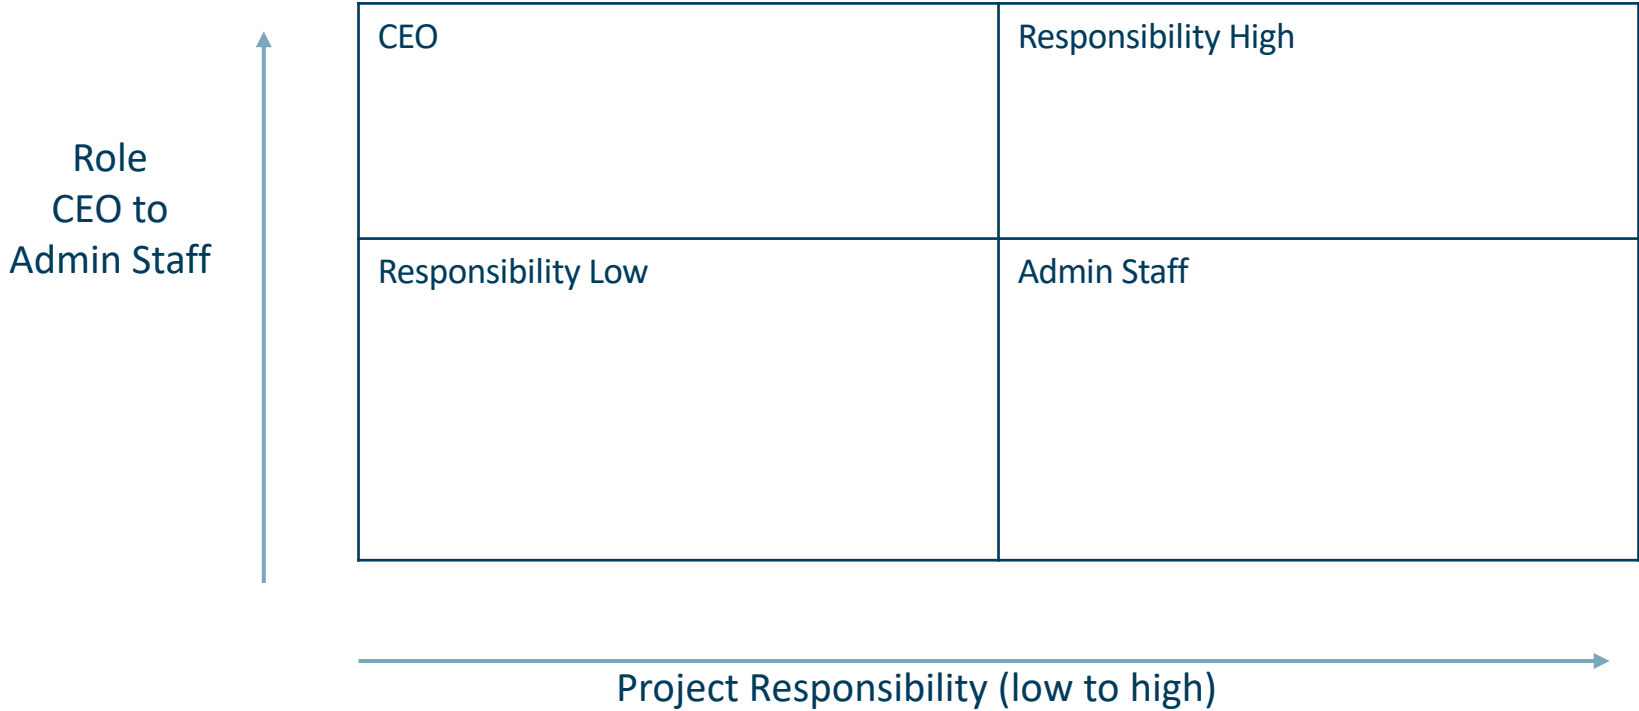 CEO
Responsibility High
Role
CEO to
Admin Staff
Responsibility Low
Admin Staff
Project Responsibility (low to high)